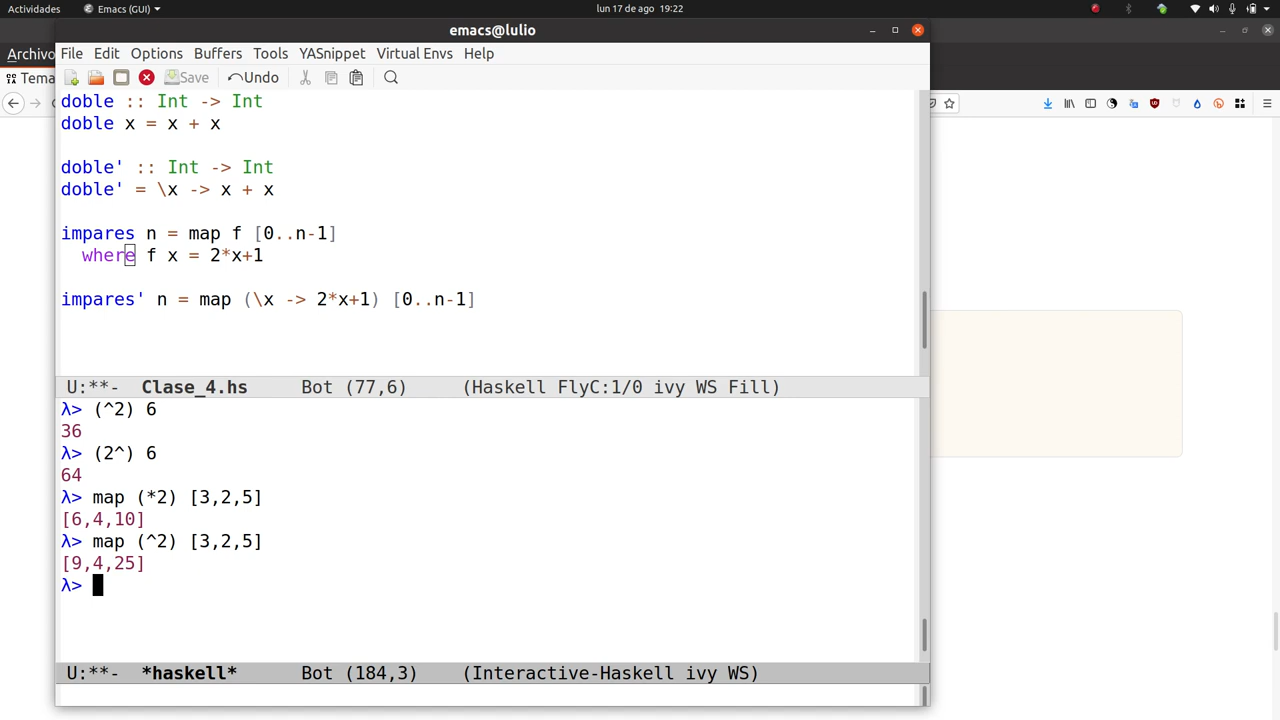 Actividades Emacs (GUI) lun 17 de ago 19:22
emacs@lulio
Archivo
File Edit Options Buffers Tools YASnippet Virtual Envs Help
Tema
Save Undo
doble :: Int -> Int
doble x = x + x
doble' :: Int -> Int
doble' = \x -> x + x
impares n = map f [0..n-1]
where f x = 2*x+1
impares' n = map (\x -> 2*x+1) [0..n-1]
U:**- Clase_4.hs Bot (77,6) (Haskell FlyC:1/0 ivy WS Fill)
λ> (^2) 6
36
λ> (2^) 6
64
λ> map (*2) [3,2,5]
[6,4,10]
λ> map (^2) [3,2,5]
[9,4,25]
λ>
U:**- *haskell* Bot (184,3) (Interactive-Haskell ivy WS)